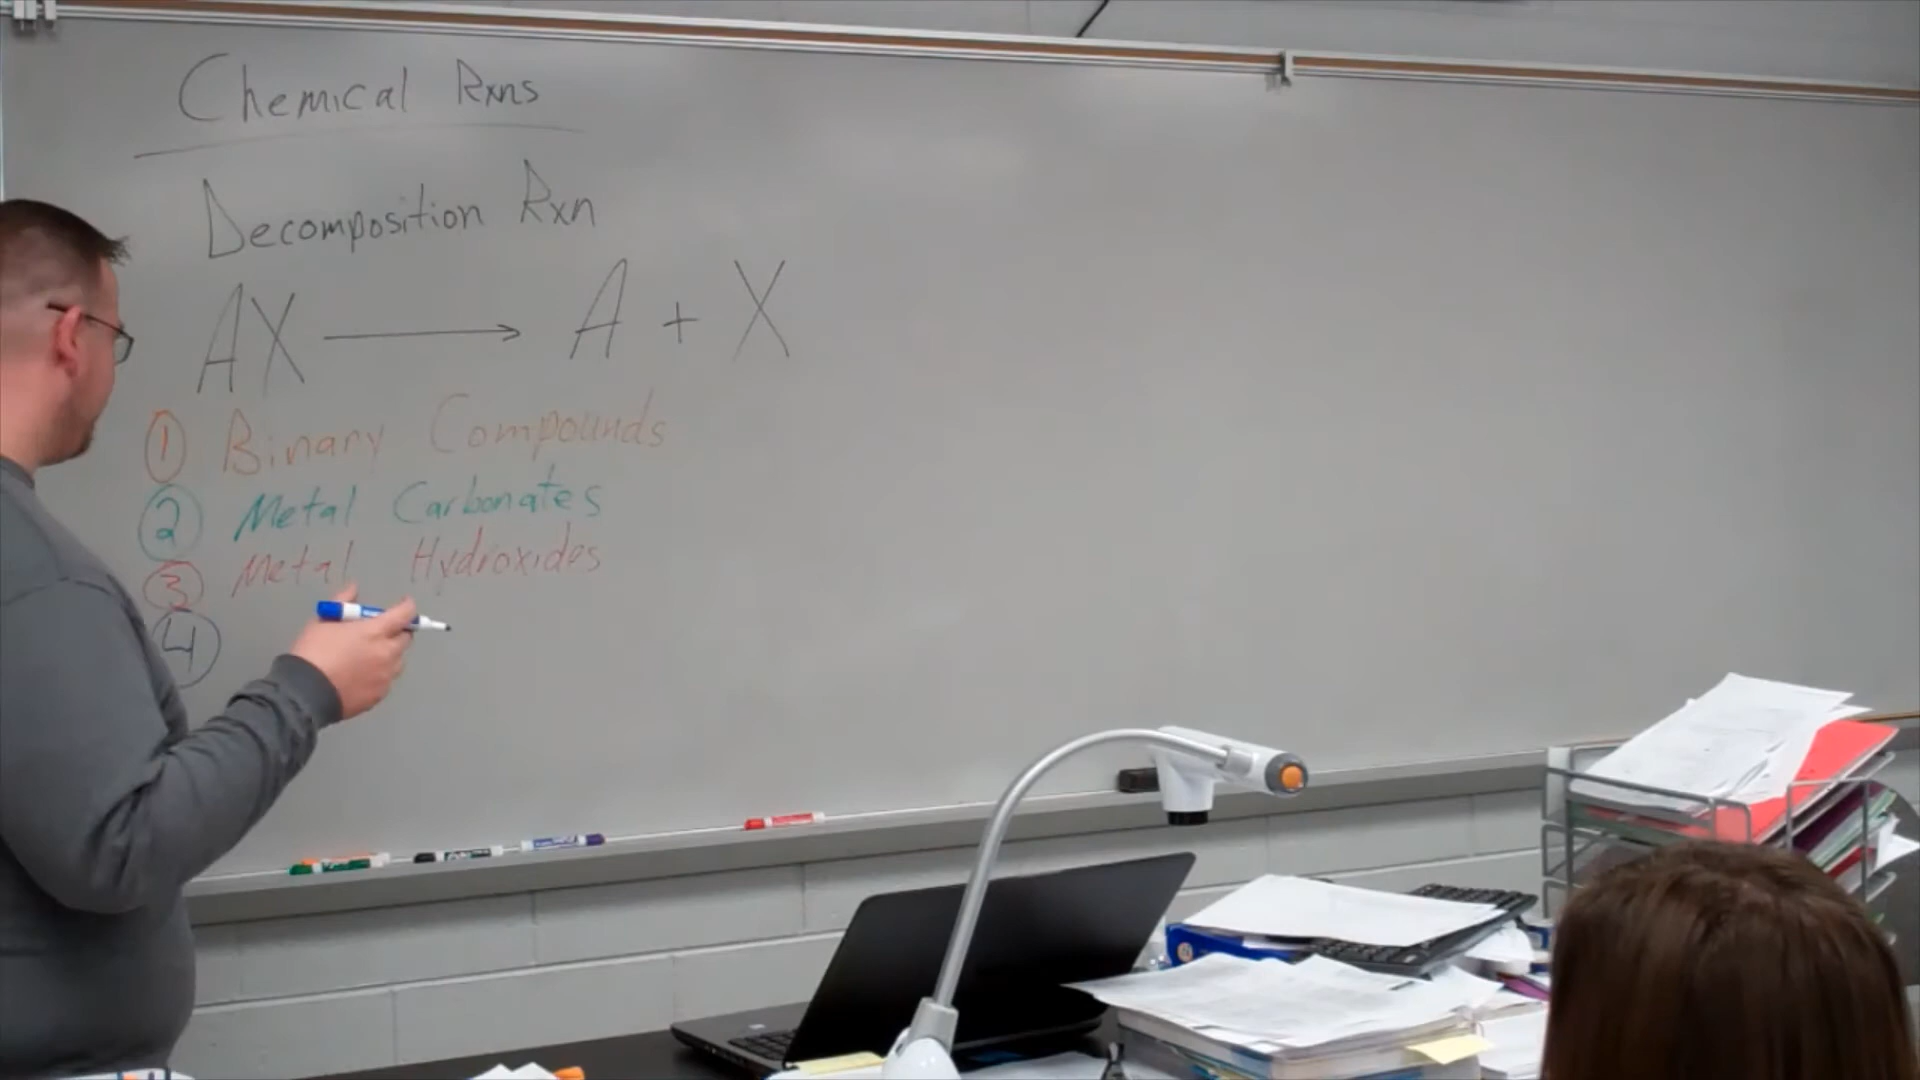 Chemical Rxns
Decomposition Rxn
AX → A + X
① Binary Compounds
② Metal Carbonates
③ Metal Hydroxides
④